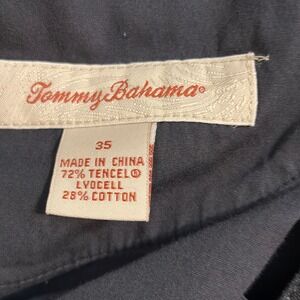 Tommy Bahama®
35
MADE IN CHINA
72% TENCEL®
LYOCELL
28% COTTON